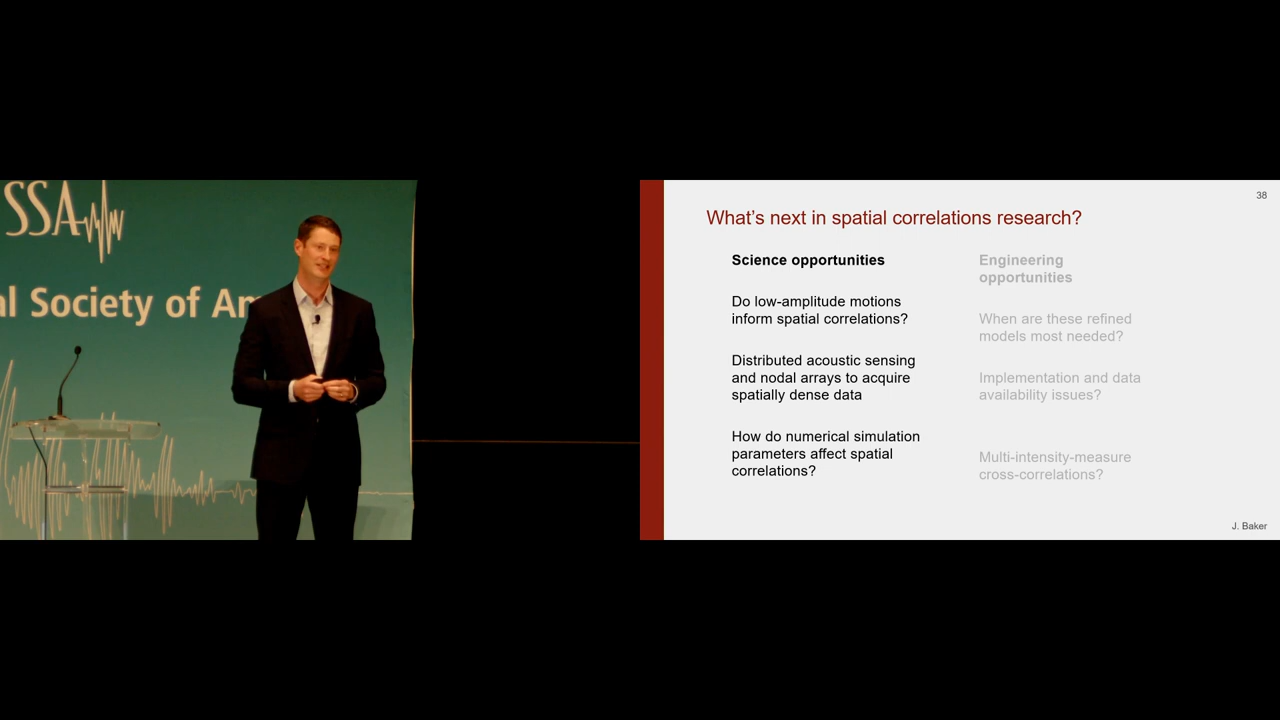 SSA
al Society of Am
38
What's next in spatial correlations research?
Science opportunities
Do low-amplitude motions
inform spatial correlations?
Distributed acoustic sensing
and nodal arrays to acquire
spatially dense data
How do numerical simulation
parameters affect spatial
correlations?
Engineering
opportunities
When are these refined
models most needed?
Implementation and data
availability issues?
Multi-intensity-measure
cross-correlations?
J. Baker